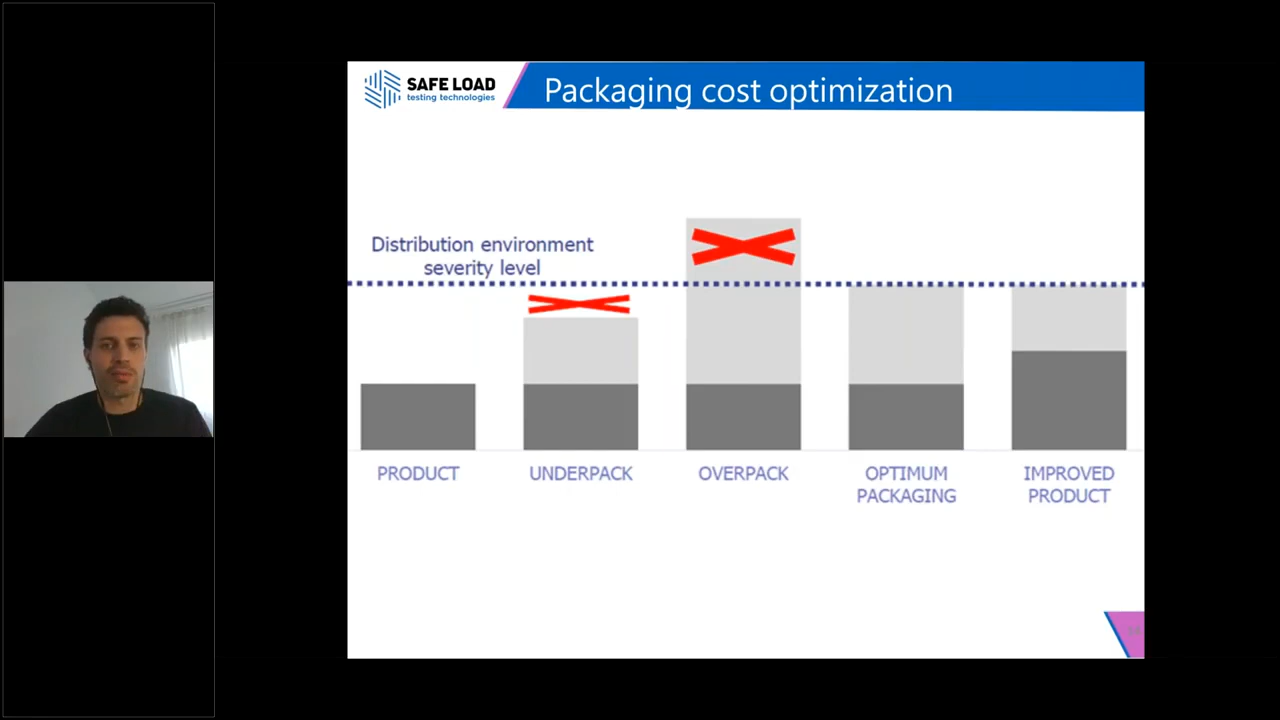 SAFE LOAD
testing technologies
Packaging cost optimization
Distribution environment
severity level
PRODUCT
UNDERPACK
OVERPACK
OPTIMUM
PACKAGING
IMPROVED
PRODUCT